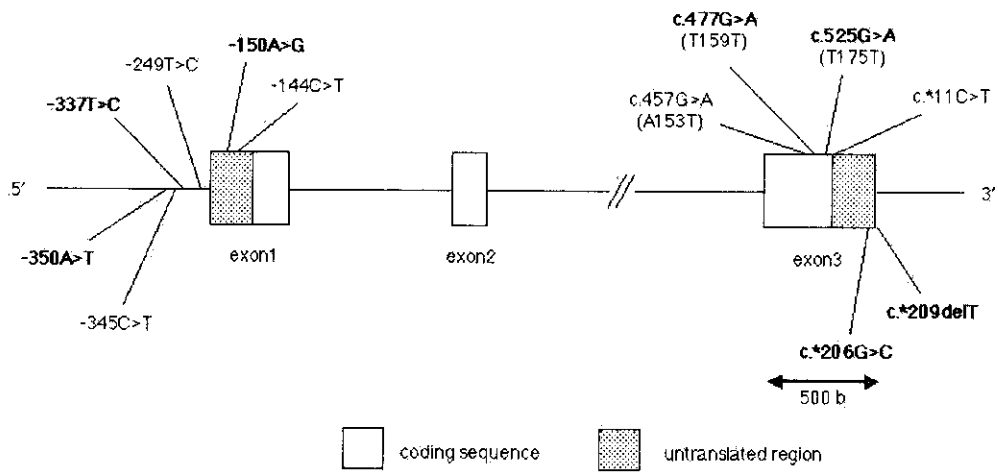 c.477G>A
(T159T)
c.525G>A
(T175T)
-150A>G
-249T>C
-144C>T
-337T>C
c.457G>A
(A153T)
c.*11C>T
5'
3'
exon1
exon2
exon3
-350A>T
-345C>T
c.*209delT
c.*206G>C
500 b
coding sequence
untranslated region